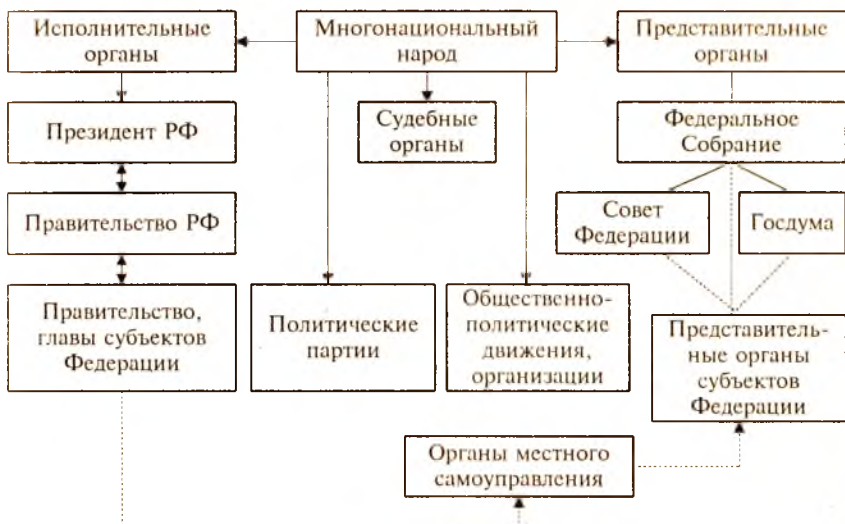 Исполнительные
органы
Многонациональный
народ
Представительные
органы
Президент РФ
Судебные
органы
Федеральное
Собрание
Правительство РФ
Совет
Федерации
Госдума
Правительство,
главы субъектов
Федерации
Политические
партии
Общественно-
политические
движения,
организации
Представитель-
ные органы
субъектов
Федерации
Органы местного
самоуправления